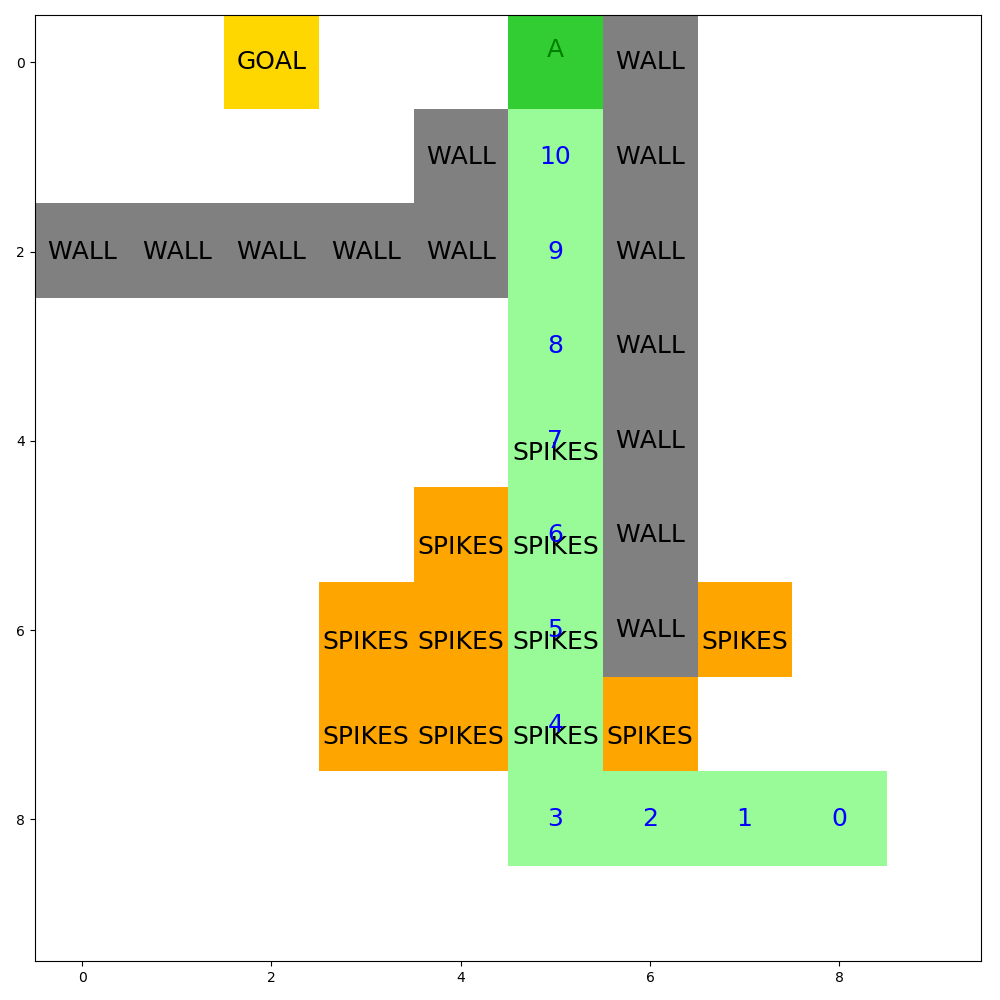 GOAL A WALL
0
WALL 10 WALL
WALL WALL WALL WALL WALL 9 WALL
2
8 WALL
7 WALL
4
SPIKES
6 WALL
SPIKES SPIKES
5 WALL
6
SPIKES SPIKES SPIKES SPIKES
4
SPIKES SPIKES SPIKES SPIKES
8
3 2 1 0
0 2 4 6 8